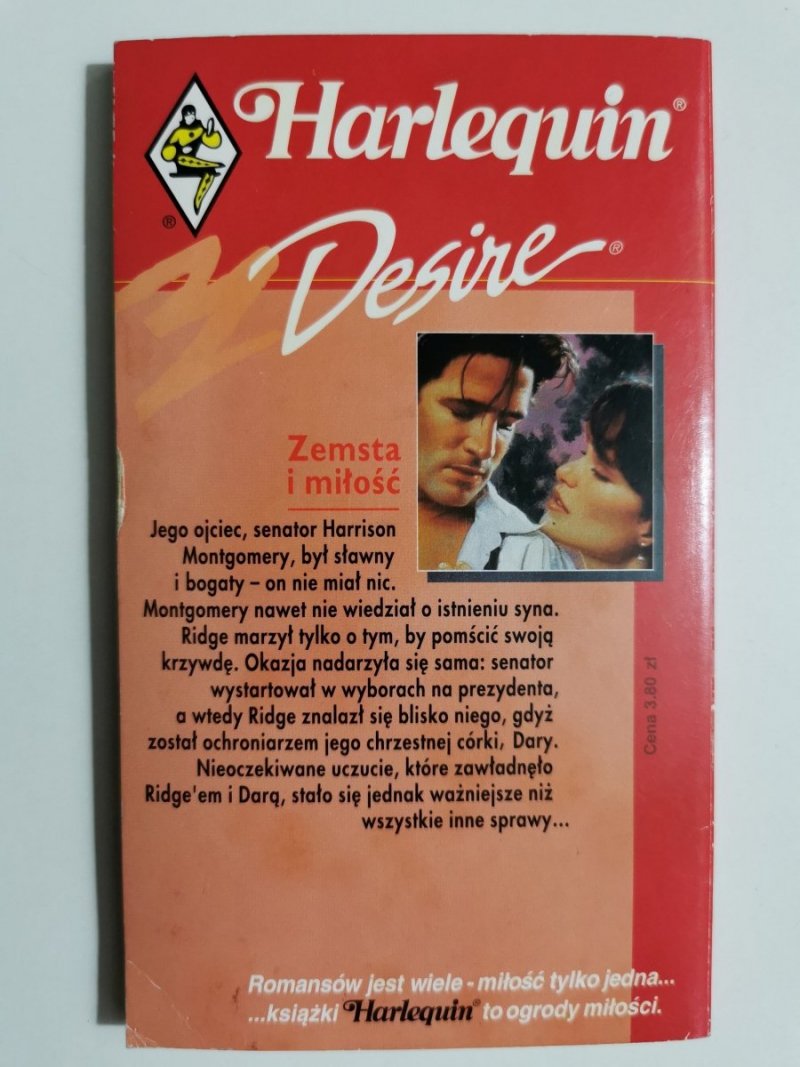 Harlequin®
®
Desire®
Zemsta
i miłość
Jego ojciec, senator Harrison
Montgomery, był sławny
i bogaty – on nie miał nic.
Montgomery nawet nie wiedział o istnieniu syna.
Ridge marzył tylko o tym, by pomścić swoją
krzywdę. Okazja nadarzyła się sama: senator
wystartował w wyborach na prezydenta,
a wtedy Ridge znalazł się blisko niego, gdyż
został ochroniarzem jego chrzestnej córki, Dary.
Nieoczekiwane uczucie, które zawładnęło
Ridge'em i Darą, stało się jednak ważniejsze niż
wszystkie inne sprawy...
Cena 3.80 zł
Romansów jest wiele - miłość tylko jedna...
...książki Harlequin® to ogrody miłości.